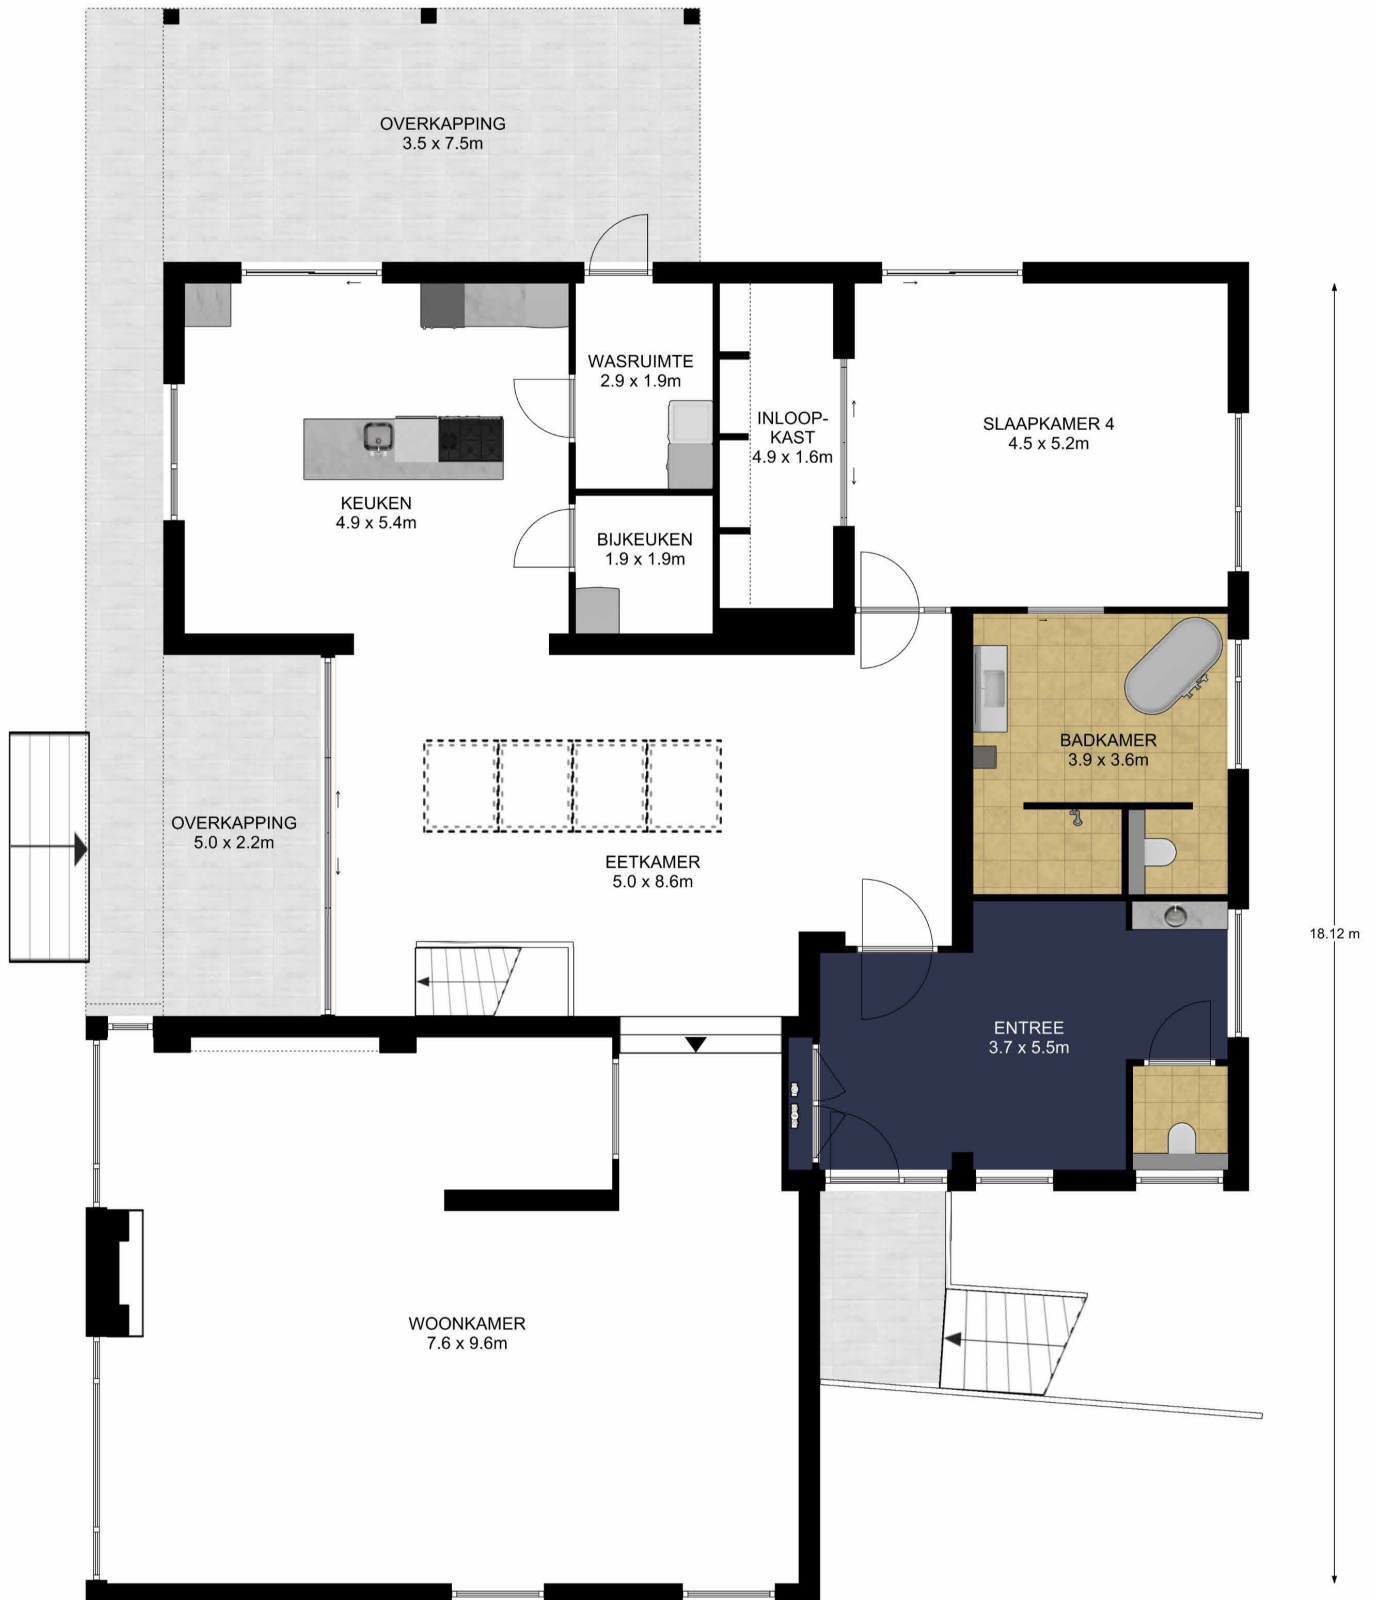 OVERKAPPING
3.5 x 7.5m
WASRUIMTE
2.9 x 1.9m
INLOOP-
KAST
4.9 x 1.6m
SLAAPKAMER 4
4.5 x 5.2m
KEUKEN
4.9 x 5.4m
BIJKEUKEN
1.9 x 1.9m
BADKAMER
3.9 x 3.6m
OVERKAPPING
5.0 x 2.2m
EETKAMER
5.0 x 8.6m
18.12 m
ENTREE
3.7 x 5.5m
WOONKAMER
7.6 x 9.6m